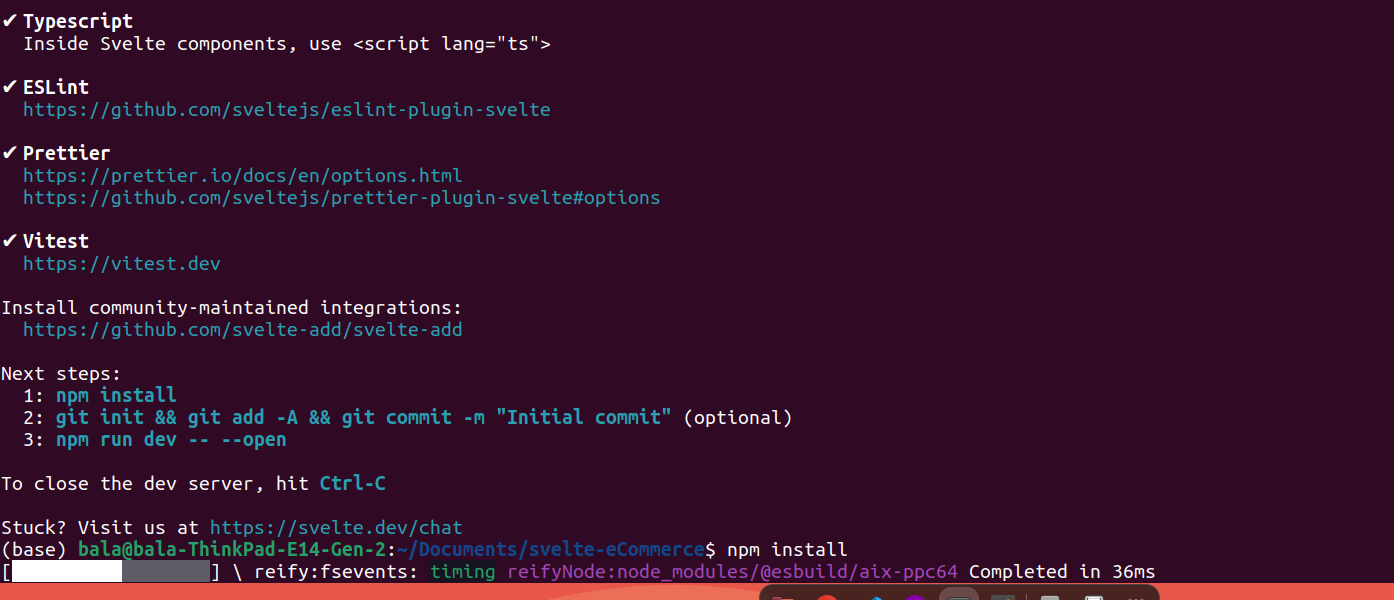 ✔ Typescript
Inside Svelte components, use <script lang="ts">
✔ ESLint
https://github.com/sveltejs/eslint-plugin-svelte
✔ Prettier
https://prettier.io/docs/en/options.html
https://github.com/sveltejs/prettier-plugin-svelte#options
✔ Vitest
https://vitest.dev
Install community-maintained integrations:
https://github.com/svelte-add/svelte-add
Next steps:
1: npm install
2: git init && git add -A && git commit -m "Initial commit" (optional)
3: npm run dev -- --open
To close the dev server, hit Ctrl-C
Stuck? Visit us at https://svelte.dev/chat
(base) bala@bala-ThinkPad-E14-Gen-2:~/Documents/svelte-eCommerce$ npm install
[ ] \ reify:fsevents: timing reifyNode:node_modules/@esbuild/aix-ppc64 Completed in 36ms